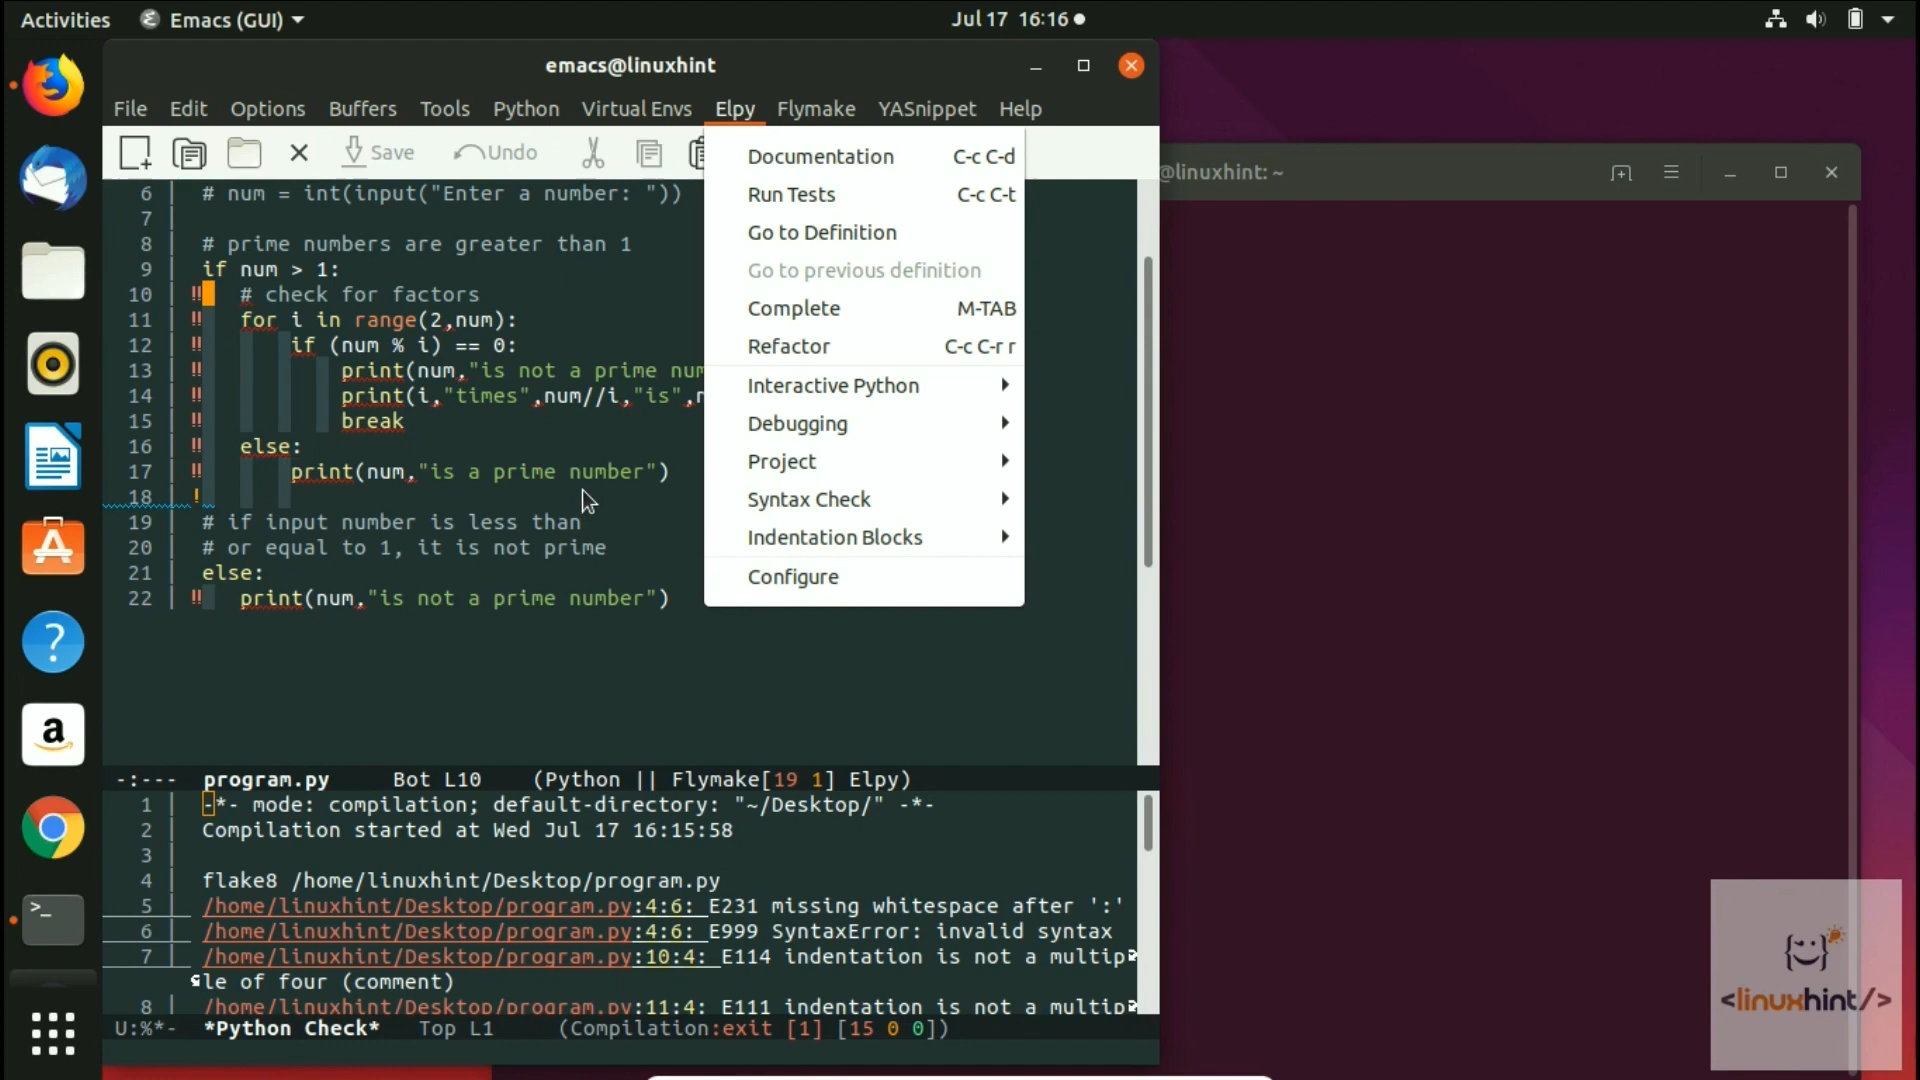 Activities Emacs (GUI) Jul 17 16:16
emacs@linuxhint
File Edit Options Buffers Tools Python Virtual Envs Elpy Flymake YASnippet Help
Save Undo
@linuxhint: ~
Documentation C-c C-d
Run Tests C-c C-t
Go to Definition
Go to previous definition
Complete M-TAB
Refactor C-c C-r r
Interactive Python
Debugging
Project
Syntax Check
Indentation Blocks
Configure
6 # num = int(input("Enter a number: "))
7
8 # prime numbers are greater than 1
9 if num > 1:
10 !! # check for factors
11 !! for i in range(2,num):
12 !! if (num % i) == 0:
13 !! print(num,"is not a prime num
14 !! print(i,"times",num//i,"is",
15 !! break
16 !! else:
17 !! print(num,"is a prime number")
18 !
19 # if input number is less than
20 # or equal to 1, it is not prime
21 else:
22 !! print(num,"is not a prime number")
-:--- program.py Bot L10 (Python || Flymake[19 1] Elpy)
1 -*- mode: compilation; default-directory: "~/Desktop/" -*-
2 Compilation started at Wed Jul 17 16:15:58
3
4 flake8 /home/linuxhint/Desktop/program.py
5 /home/linuxhint/Desktop/program.py:4:6: E231 missing whitespace after ':'
6 /home/linuxhint/Desktop/program.py:4:6: E999 SyntaxError: invalid syntax
7 /home/linuxhint/Desktop/program.py:10:4: E114 indentation is not a multip
le of four (comment)
8 /home/linuxhint/Desktop/program.py:11:4: E111 indentation is not a multip
U:%*- *Python Check* Top L1 (Compilation:exit [1] [15 0 0])
<linuxhint/>